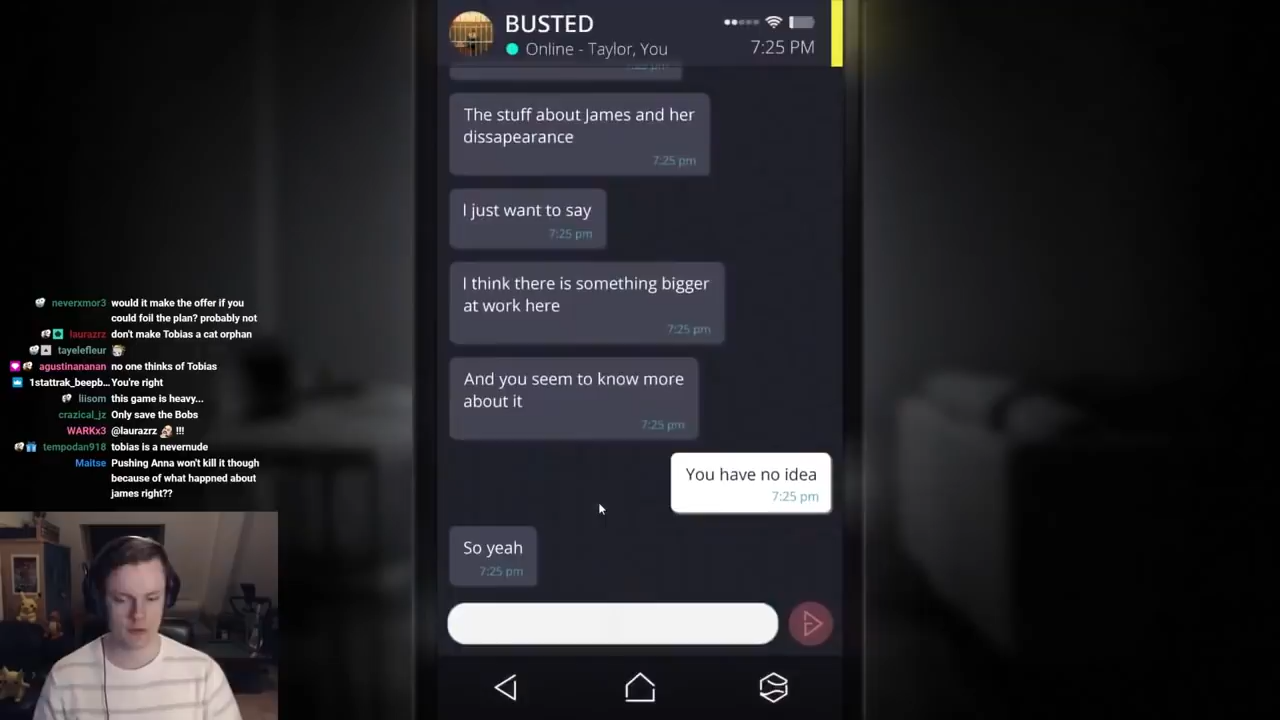 BUSTED
Online - Taylor, You
7:25 PM
The stuff about James and her
dissapearance
7:25 pm
I just want to say
7:25 pm
I think there is something bigger
at work here
7:25 pm
And you seem to know more
about it
7:25 pm
You have no idea
7:25 pm
So yeah
7:25 pm
neverxmor3 would it make the offer if you
could foil the plan? probably not
laurazrz don't make Tobias a cat orphan
tayelefleur
agustinananan no one thinks of Tobias
1stattrak_beepb... You're right
liisom this game is heavy...
crazical_jz Only save the Bobs
WARKx3 @laurazrz !!!
tempodan918 tobias is a nevernude
Maitse Pushing Anna won't kill it though
because of what happned about
james right??